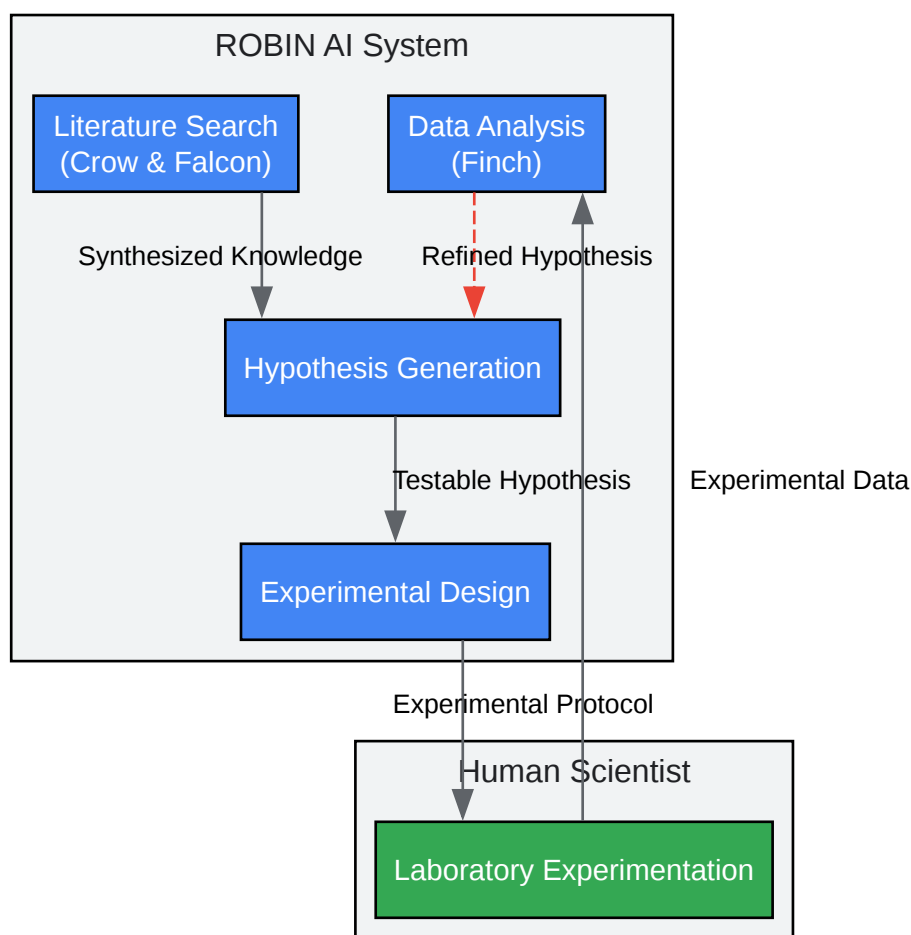 ROBIN AI System
Literature Search
(Crow & Falcon)
Data Analysis
(Finch)
Synthesized Knowledge
Refined Hypothesis
Hypothesis Generation
Testable Hypothesis
Experimental Data
Experimental Design
Experimental Protocol
Human Scientist
Laboratory Experimentation